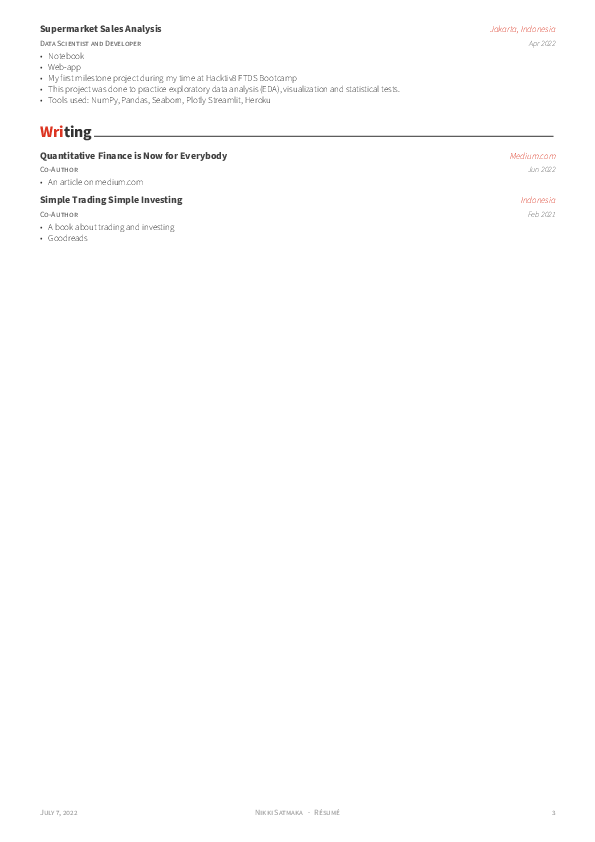 Supermarket Sales Analysis Jakarta, Indonesia
Data Scientist and Developer Apr 2022
• Notebook
• Web-app
• My first milestone project during my time at Hacktiv8 FTDS Bootcamp
• This project was done to practice exploratory data analysis (EDA), visualization and statistical tests.
• Tools used: NumPy, Pandas, Seaborn, Plotly Streamlit, Heroku
Writing
Quantitative Finance is Now for Everybody Medium.com
Co-Author Jun 2022
• An article on medium.com
Simple Trading Simple Investing Indonesia
Co-Author Feb 2021
• A book about trading and investing
• Goodreads
July 7, 2022 Nikki Satmaka · Résumé 3